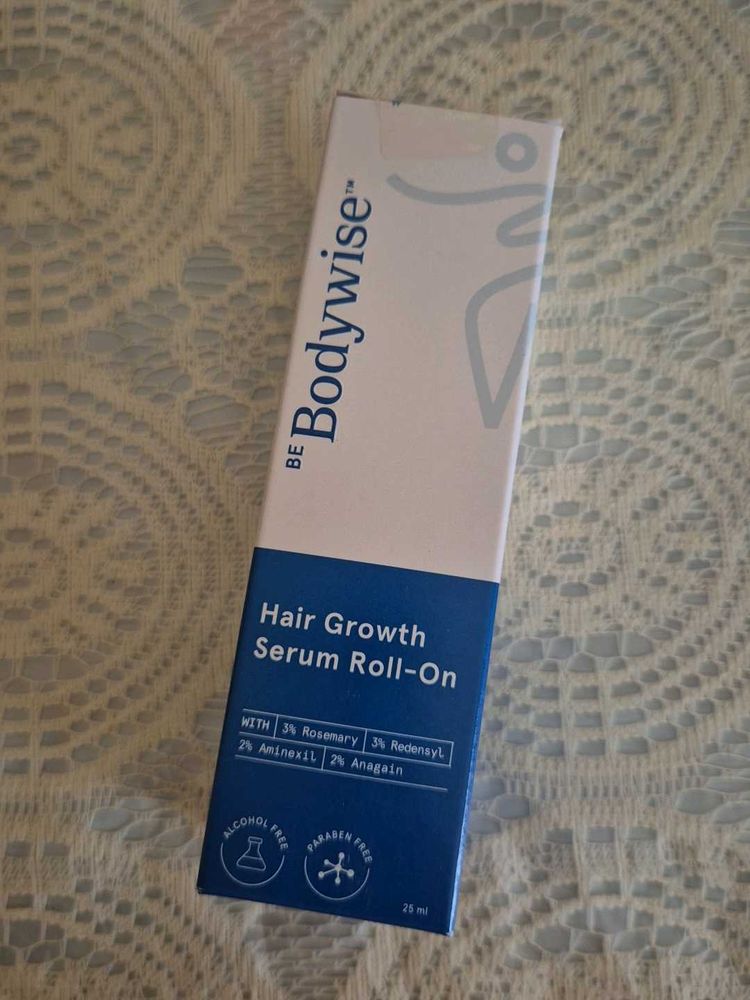 BE Bodywise™
Hair Growth
Serum Roll-On
WITH 3% Rosemary 3% Redensyl
2% Aminexil 2% Anagain
ALCOHOL FREE
PARABEN FREE
25 ml